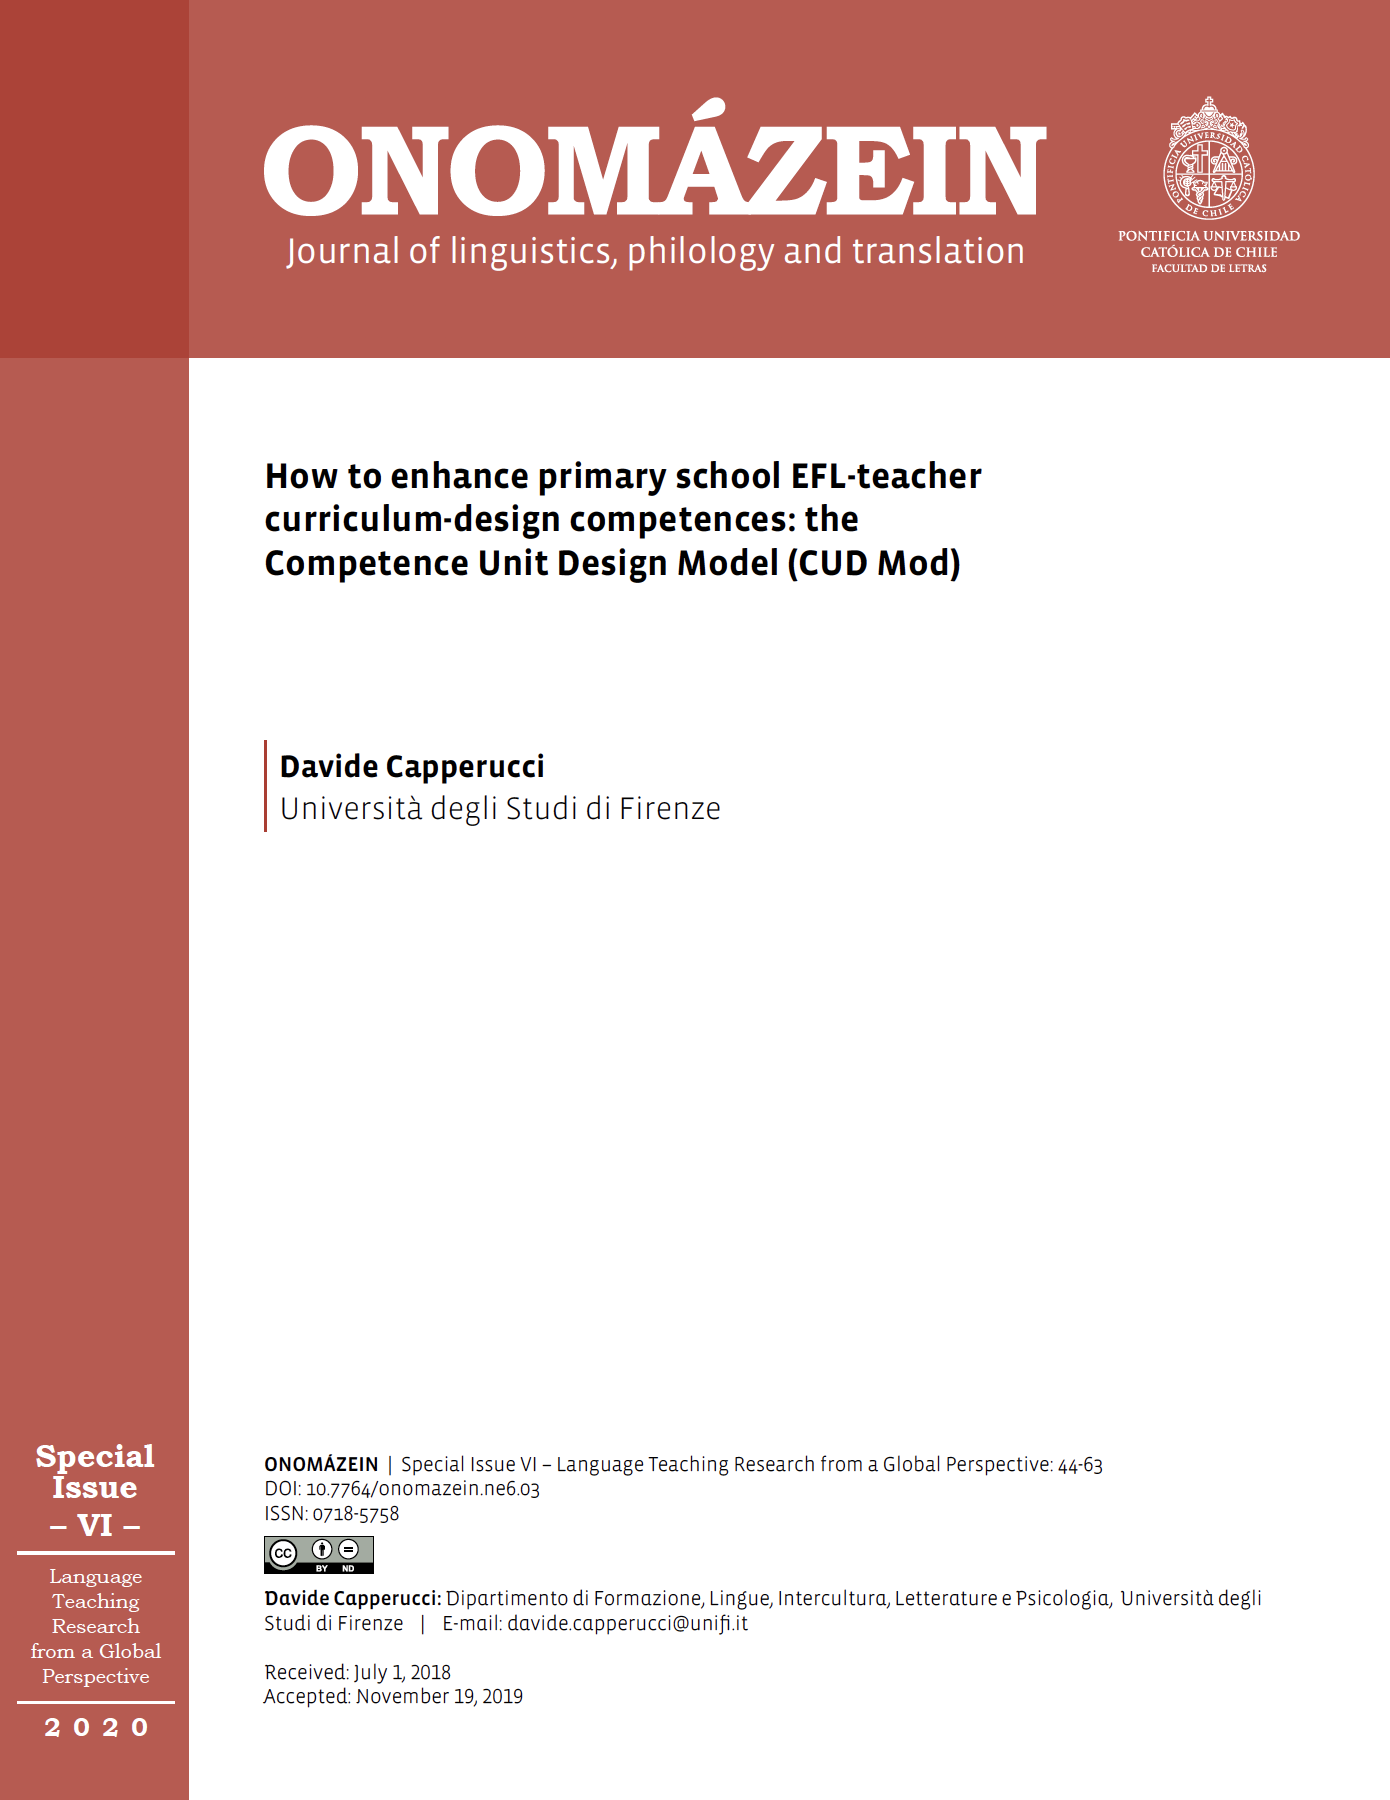 ONOMÁZEIN
Journal of linguistics, philology and translation
PONTIFICIA UNIVERSIDAD CATÓLICA DE CHILE
PONTIFICIA UNIVERSIDAD
CATÓLICA DE CHILE
FACULTAD DE LETRAS
How to enhance primary school EFL-teacher
curriculum-design competences: the
Competence Unit Design Model (CUD Mod)
Davide Capperucci
Università degli Studi di Firenze
Special
Issue
– VI –
Language
Teaching
Research
from a Global
Perspective
2020
ONOMÁZEIN | Special Issue VI – Language Teaching Research from a Global Perspective: 44-63
DOI: 10.7764/onomazein.ne6.03
ISSN: 0718-5758
CC BY ND
Davide Capperucci: Dipartimento di Formazione, Lingue, Intercultura, Letterature e Psicologia, Università degli
Studi di Firenze | E-mail: davide.capperucci@unifi.it
Received: July 1, 2018
Accepted: November 19, 2019